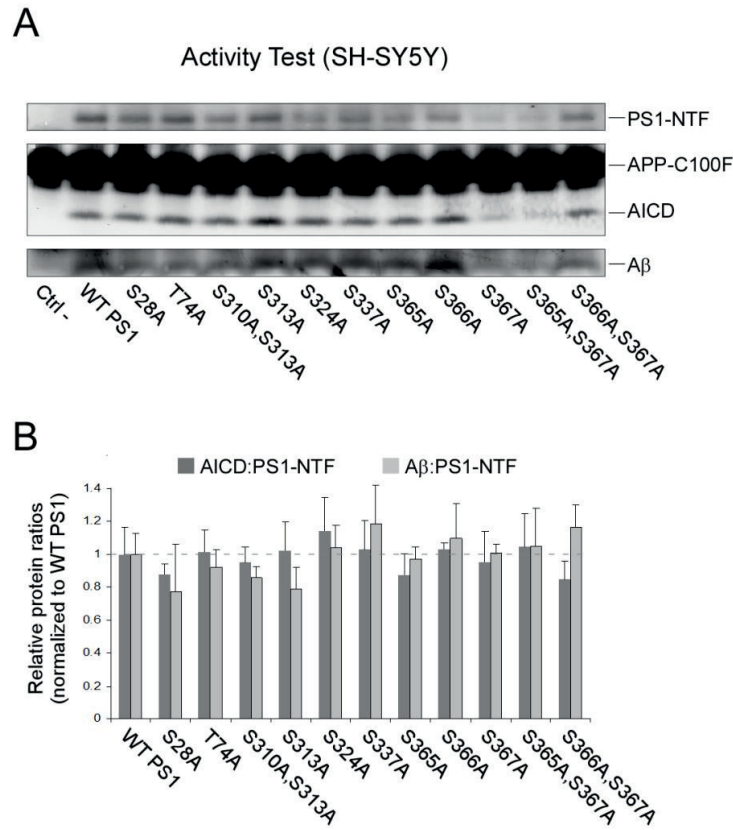 A
Activity Test (SH-SY5Y)
PS1-NTF
APP-C100F
AICD
Aβ
Ctrl -
WT PS1
S28A
T74A
S310A,S313A
S313A
S324A
S337A
S365A
S366A
S367A
S365A,S367A
S366A,S367A
B
AICD:PS1-NTF
Aβ:PS1-NTF
Relative protein ratios
(normalized to WT PS1)
1.4
1.2
1
0.8
0.6
0.4
0.2
0
WT PS1
S28A
T74A
S310A,S313A
S313A
S324A
S337A
S365A
S366A
S367A
S365A,S367A
S366A,S367A